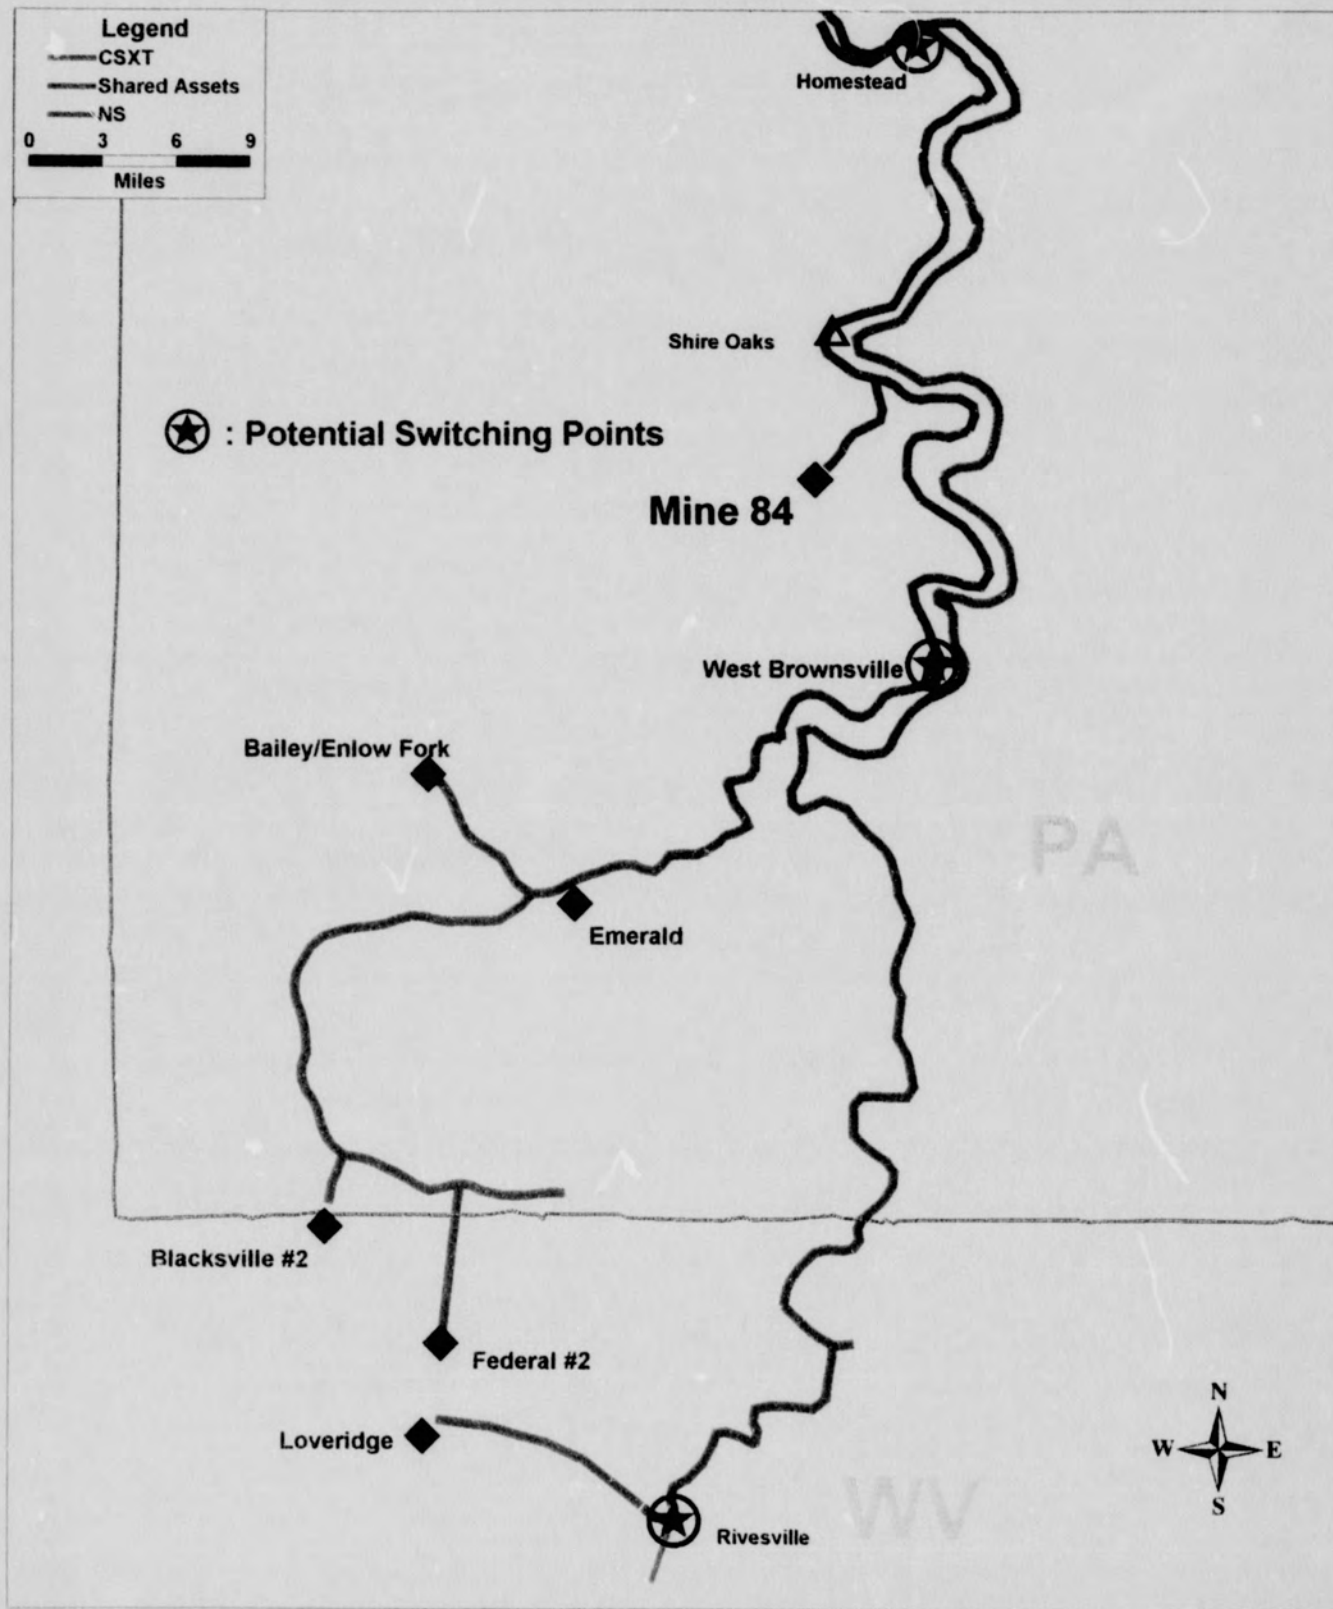 Legend
CSXT
Shared Assets
NS
0 3 6 9
Miles
Homestead
Shire Oaks
: Potential Switching Points
Mine 84
West Brownsville
Bailey/Enlow Fork
PA
Emerald
Blacksville #2
Federal #2
Loveridge
N
W E
S
WV
Rivesville